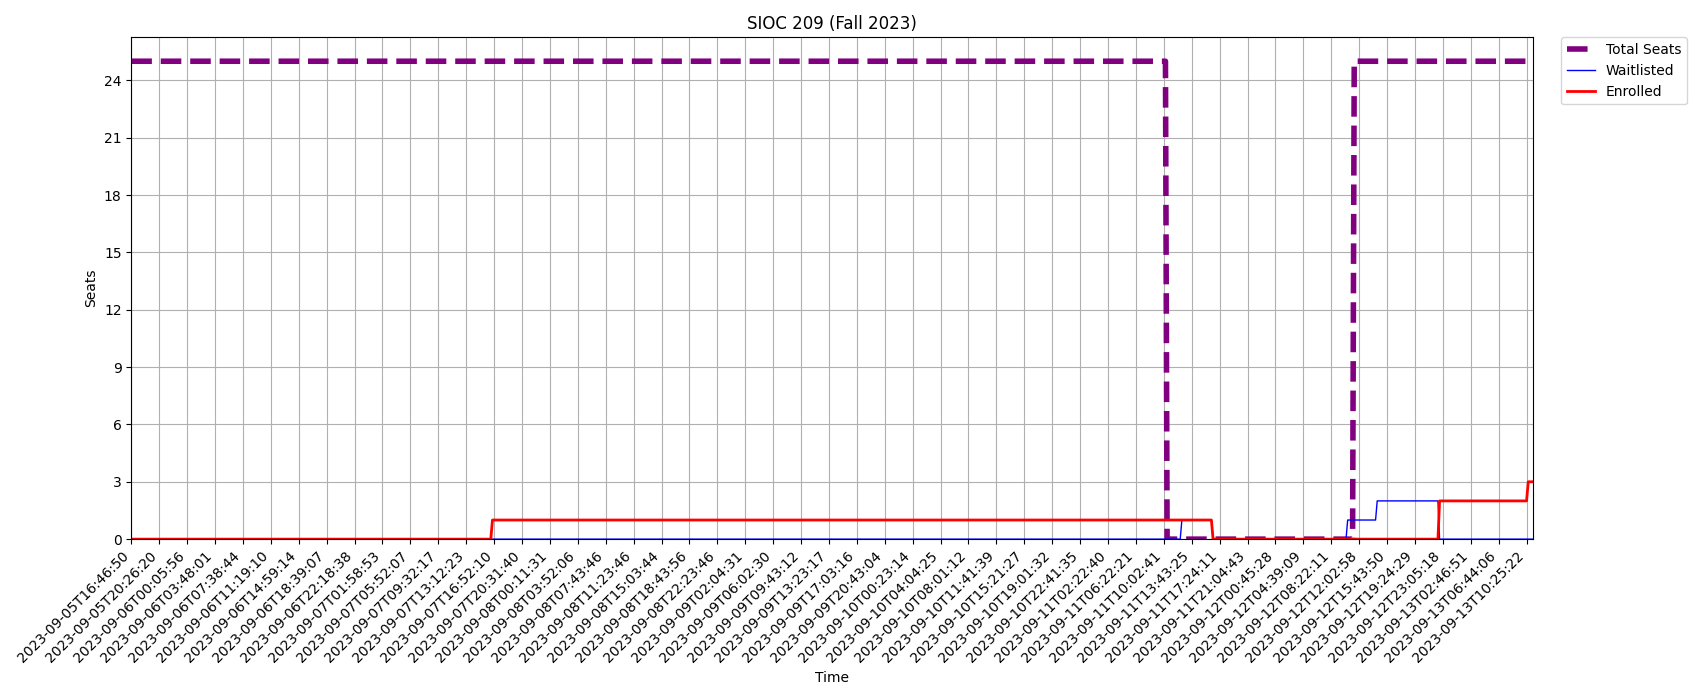 SIOC 209 (Fall 2023)
Total Seats
Waitlisted
Enrolled
Seats
24
21
18
15
12
9
6
3
0
2023-09-05T16:46:50
2023-09-05T20:26:20
2023-09-06T00:05:56
2023-09-06T03:48:01
2023-09-06T07:38:44
2023-09-06T11:19:10
2023-09-06T14:59:14
2023-09-06T18:39:07
2023-09-06T22:18:38
2023-09-07T01:58:53
2023-09-07T05:52:07
2023-09-07T09:32:17
2023-09-07T13:12:23
2023-09-07T16:52:10
2023-09-07T20:31:40
2023-09-08T00:11:31
2023-09-08T03:52:06
2023-09-08T07:43:46
2023-09-08T11:23:46
2023-09-08T15:03:44
2023-09-08T18:43:56
2023-09-08T22:23:46
2023-09-09T02:04:31
2023-09-09T06:02:30
2023-09-09T09:43:12
2023-09-09T13:23:17
2023-09-09T17:03:16
2023-09-09T20:43:04
2023-09-10T00:23:14
2023-09-10T04:04:25
2023-09-10T08:01:12
2023-09-10T11:41:39
2023-09-10T15:21:27
2023-09-10T19:01:32
2023-09-10T22:41:35
2023-09-11T02:22:40
2023-09-11T06:22:21
2023-09-11T10:02:41
2023-09-11T13:43:25
2023-09-11T17:24:11
2023-09-11T21:04:43
2023-09-12T00:45:28
2023-09-12T04:39:09
2023-09-12T08:22:11
2023-09-12T12:02:58
2023-09-12T15:43:50
2023-09-12T19:24:29
2023-09-12T23:05:18
2023-09-13T02:46:51
2023-09-13T06:44:06
2023-09-13T10:25:22
Time